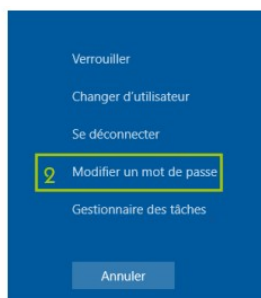 Verrouiller
Changer d'utilisateur
Se déconnecter
2 Modifier un mot de passe
Gestionnaire des tâches
Annuler